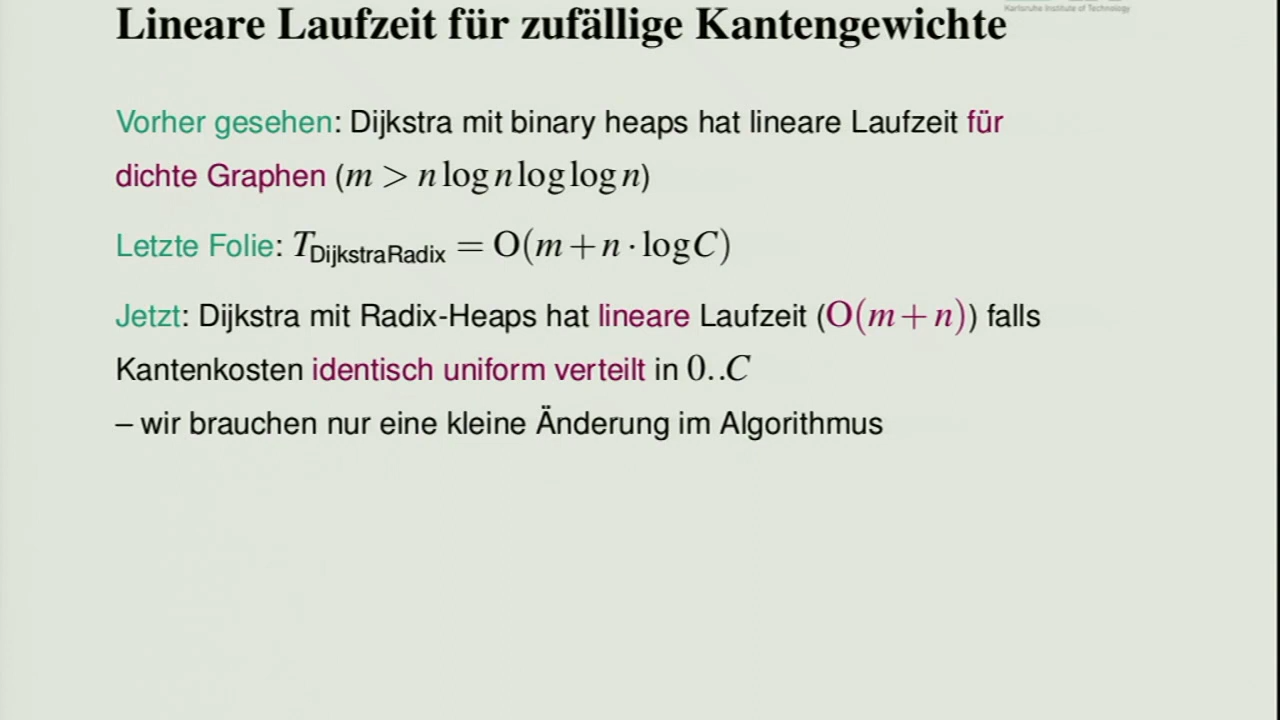 Karlsruhe Institute of Technology
Lineare Laufzeit für zufällige Kantengewichte
Vorher gesehen: Dijkstra mit binary heaps hat lineare Laufzeit für
dichte Graphen (m > n log n log log n)
Letzte Folie: T_DijkstraRadix = O(m + n · log C)
Jetzt: Dijkstra mit Radix-Heaps hat lineare Laufzeit (O(m + n)) falls
Kantenkosten identisch uniform verteilt in 0..C
– wir brauchen nur eine kleine Änderung im Algorithmus